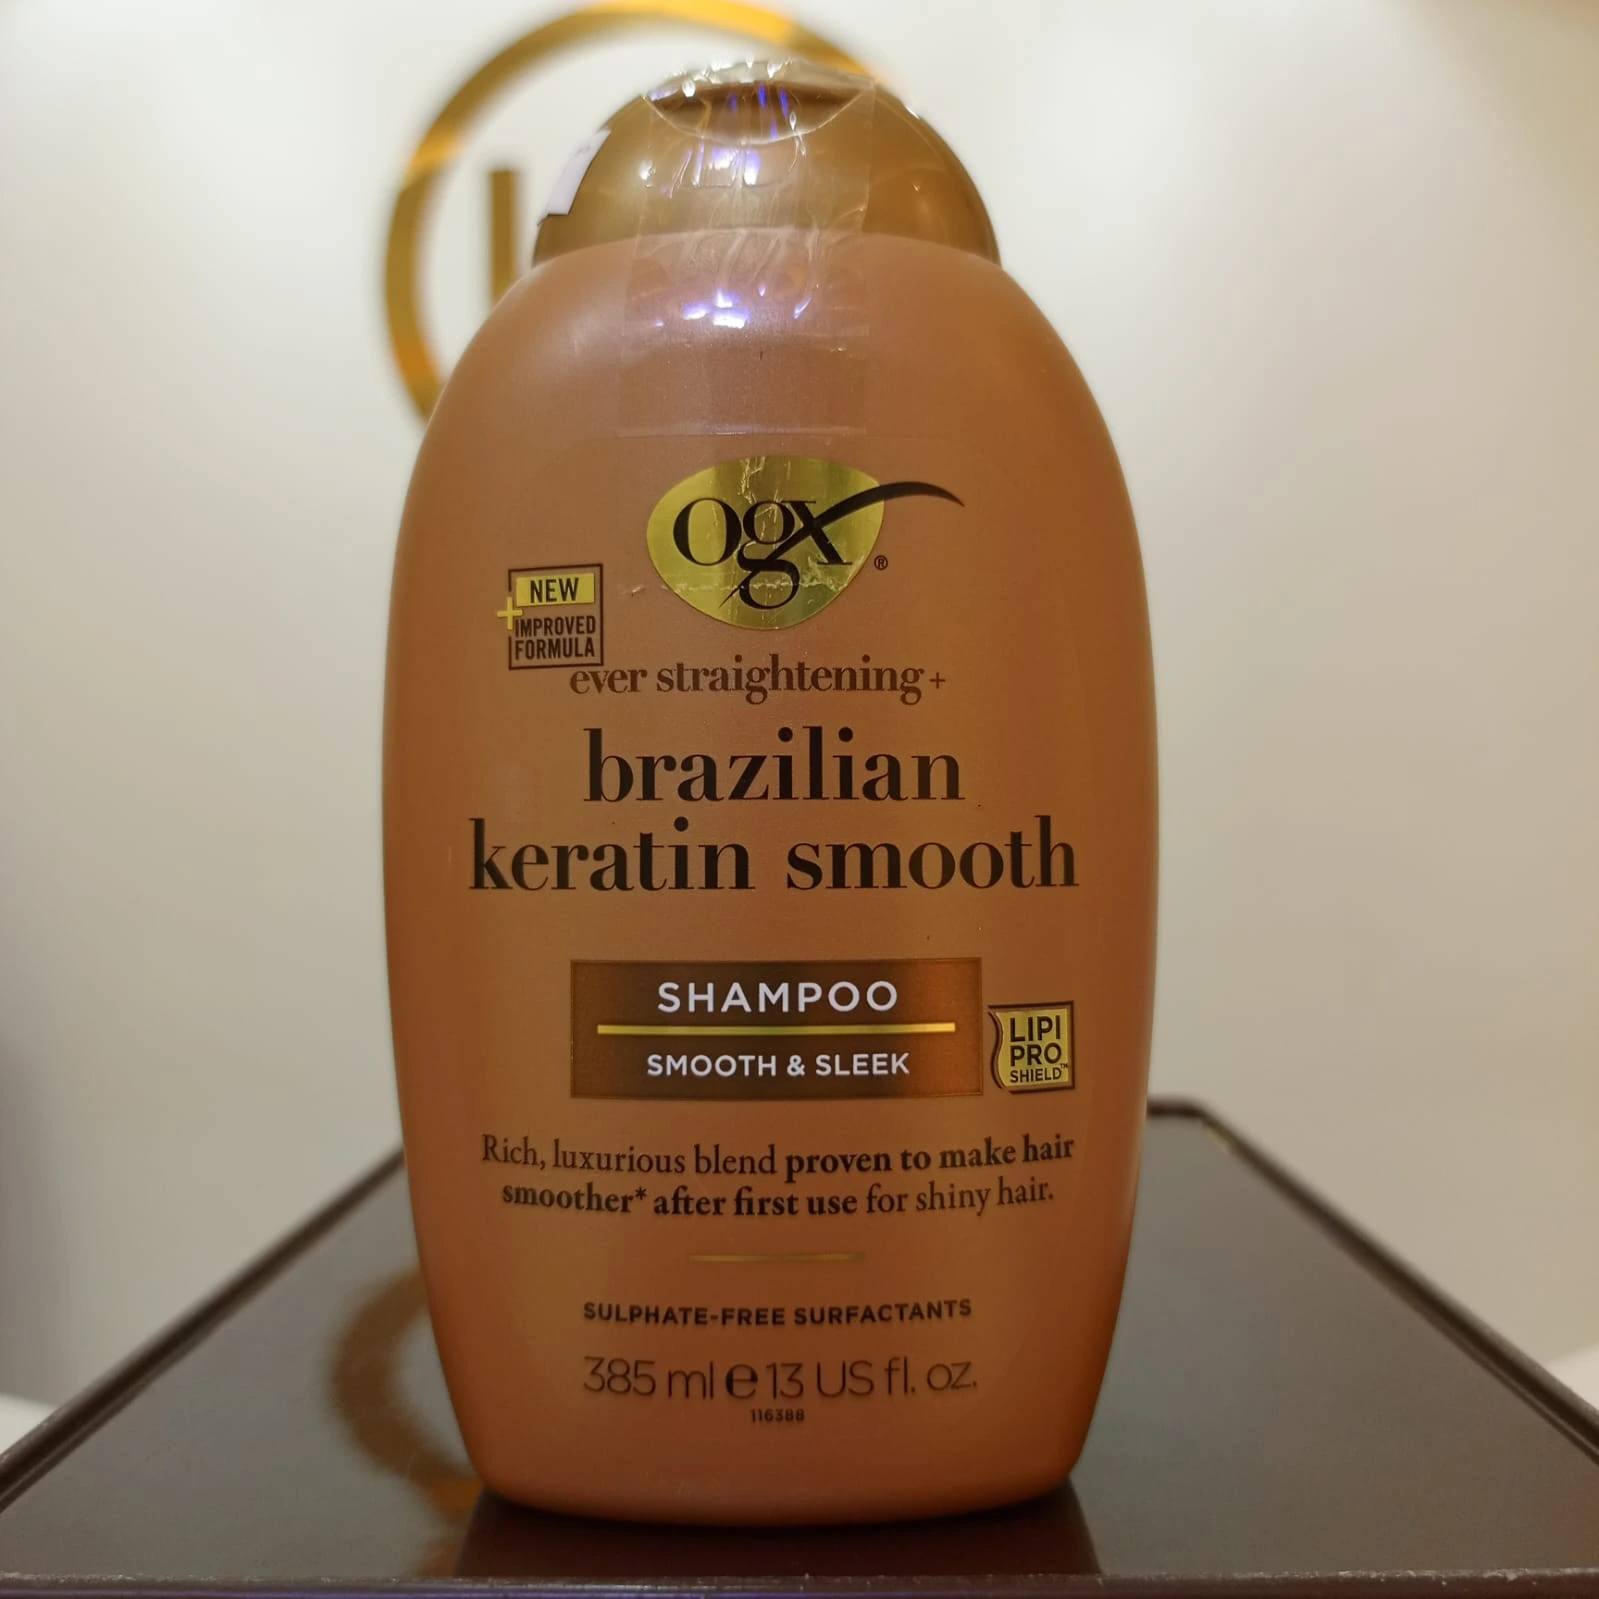 ogx®
NEW
+IMPROVED
FORMULA
ever straightening+
brazilian
keratin smooth
SHAMPOO
SMOOTH & SLEEK
LIPI
PRO
SHIELD™
Rich, luxurious blend proven to make hair
smoother* after first use for shiny hair.
SULPHATE-FREE SURFACTANTS
385 ml e 13 US fl. oz.
116388